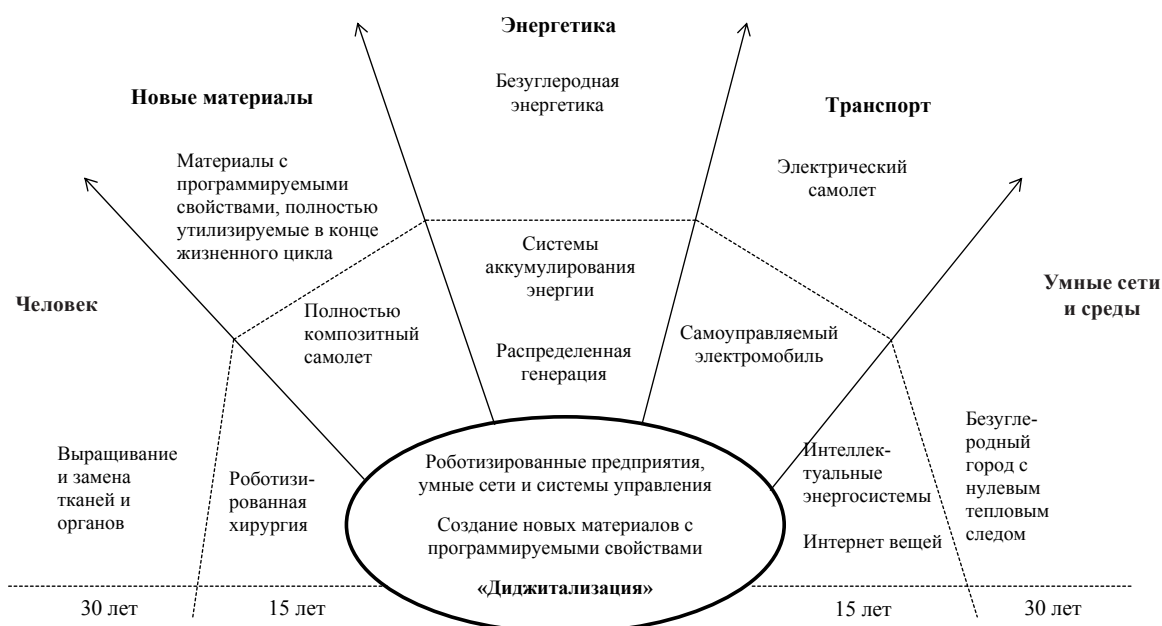 Энергетика
Безуглеродная
энергетика
Новые материалы
Материалы с
программируемыми
свойствами, полностью
утилизируемые в конце
жизненного цикла
Транспорт
Электрический
самолет
Человек
Умные сети
и среды
Системы
аккумулирования
энергии
Полностью
композитный
самолет
Распределенная
генерация
Самоуправляемый
электромобиль
Выращивание
и замена
тканей и
органов
Роботизи-
рованная
хирургия
Роботизированные предприятия,
умные сети и системы управления
Создание новых материалов с
программируемыми свойствами
«Диджитализация»
Интеллек-
туальные
энергосистемы
Интернет вещей
Безугле-
родный
город с
нулевым
тепловым
следом
30 лет
15 лет
15 лет
30 лет